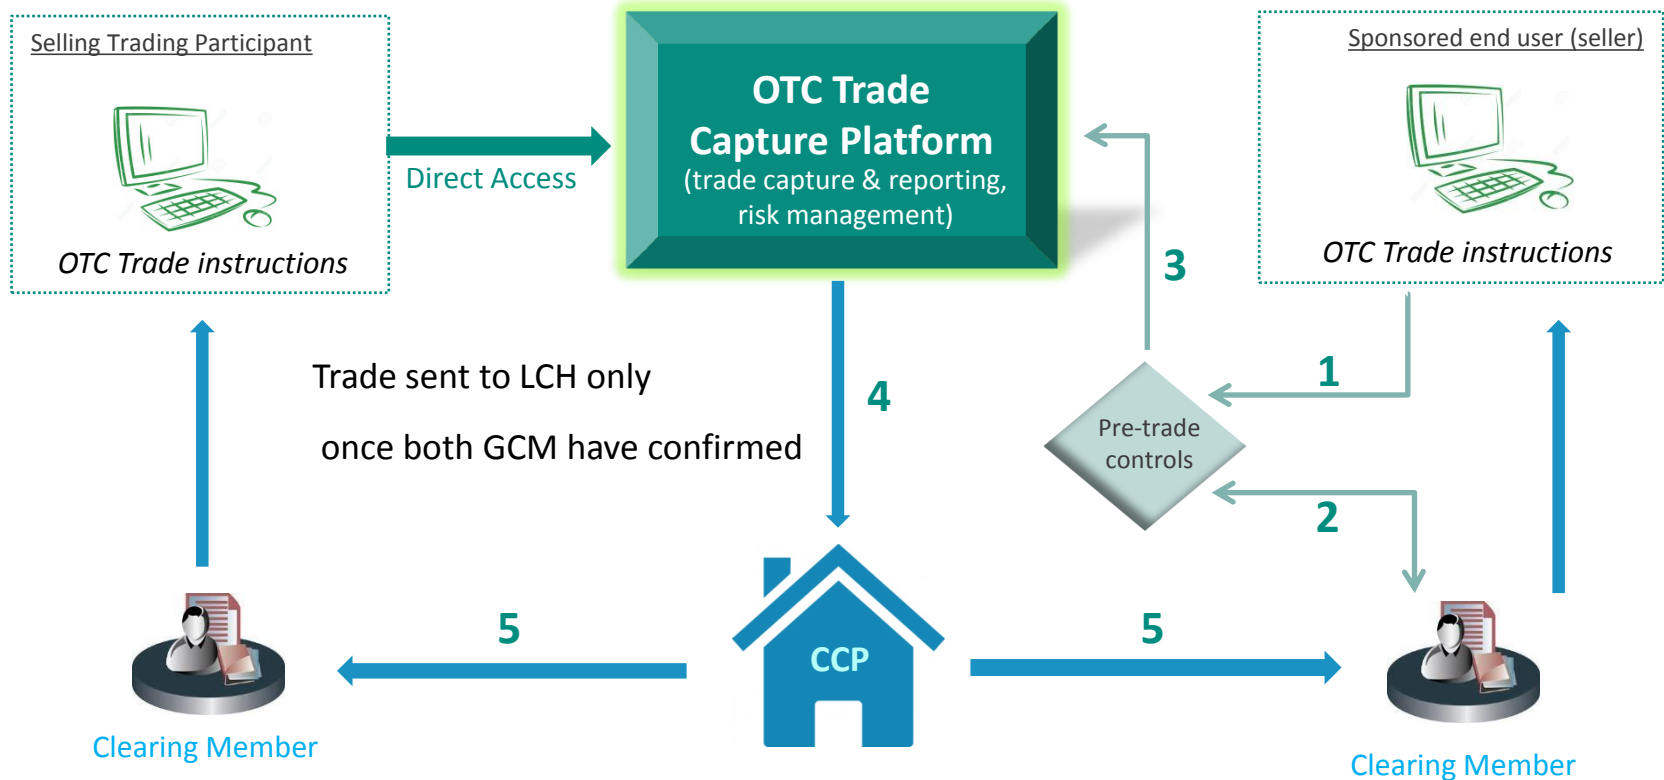 Selling Trading Participant
OTC Trade instructions
Direct Access
OTC Trade
Capture Platform
(trade capture & reporting,
risk management)
Sponsored end user (seller)
OTC Trade instructions
3
1
Pre-trade
controls
2
Trade sent to LCH only
once both GCM have confirmed
4
5
CCP
5
Clearing Member
Clearing Member